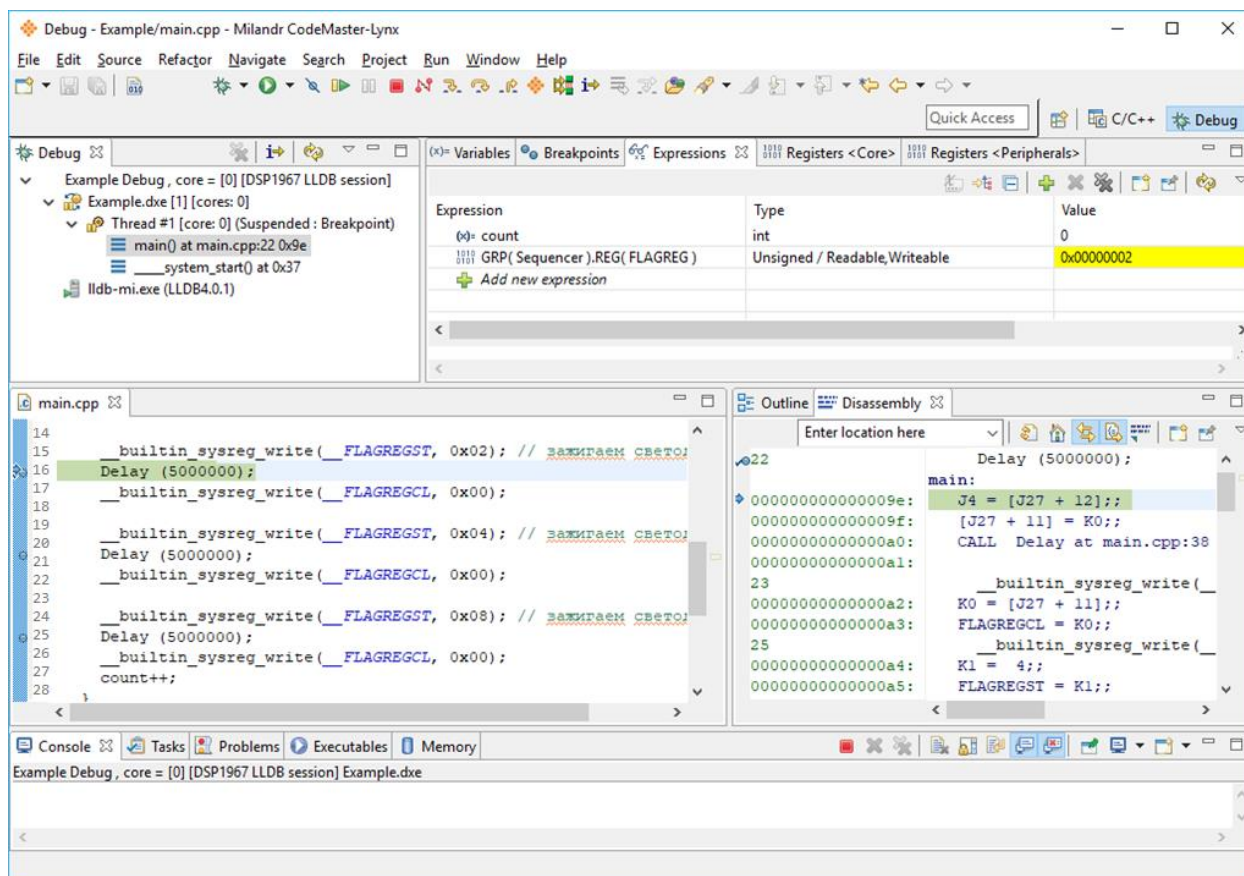 Debug - Example/main.cpp - Milandr CodeMaster-Lynx
File Edit Source Refactor Navigate Search Project Run Window Help
Quick Access C/C++ Debug
Debug
Example Debug , core = [0] [DSP1967 LLDB session]
Example.dxe [1] [cores: 0]
Thread #1 [core: 0] (Suspended : Breakpoint)
main() at main.cpp:22 0x9e
____system_start() at 0x37
lldb-mi.exe (LLDB4.0.1)
(x)= Variables Breakpoints Expressions Registers <Core> Registers <Peripherals>
Expression Type Value
(x)= count int 0
GRP( Sequencer ).REG( FLAGREG ) Unsigned / Readable,Writeable 0x00000002
Add new expression
main.cpp
14
15 __builtin_sysreg_write(__FLAGREGST, 0x02); // зажигаем
16 Delay (5000000);
17 __builtin_sysreg_write(__FLAGREGCL, 0x00);
18
19
20 __builtin_sysreg_write(__FLAGREGST, 0x04); // зажигаем
21 Delay (5000000);
22 __builtin_sysreg_write(__FLAGREGCL, 0x00);
23
24 __builtin_sysreg_write(__FLAGREGST, 0x08); // зажигаем
25 Delay (5000000);
26 __builtin_sysreg_write(__FLAGREGCL, 0x00);
27 count++;
28 }
Outline Disassembly
Enter location here
22 Delay (5000000);
main:
000000000000009e: J4 = [J27 + 12];;
000000000000009f: [J27 + 11] = K0;;
00000000000000a0: CALL Delay at main.cpp:38
00000000000000a1:
23 __builtin_sysreg_write(__
00000000000000a2: K0 = [J27 + 11];;
00000000000000a3: FLAGREGCL = K0;;
25 __builtin_sysreg_write(__
00000000000000a4: K1 = 4;;
00000000000000a5: FLAGREGST = K1;;
Console Tasks Problems Executables Memory
Example Debug , core = [0] [DSP1967 LLDB session] Example.dxe